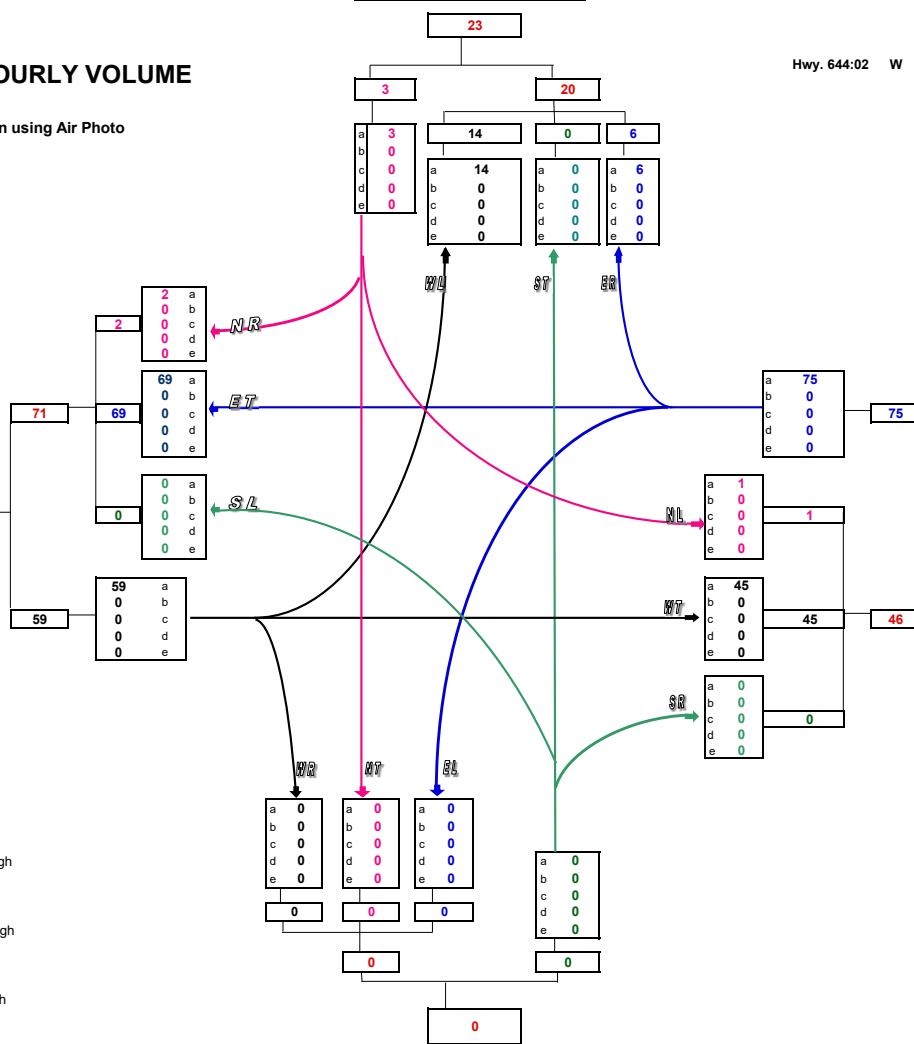 23
OURLY VOLUME
Hwy. 644:02 W
3
20
n using Air Photo
14
0
6
a 3
b 0
c 0
d 0
e 0
a 14
b 0
c 0
d 0
e 0
a 0
b 0
c 0
d 0
e 0
a 6
b 0
c 0
d 0
e 0
WL
ST
ER
2
2 a
0 b
0 c
0 d
0 e
NR
71
69
69 a
0 b
0 c
0 d
0 e
ET
a 75
b 0
c 0
d 0
e 0
75
0
0 a
0 b
0 c
0 d
0 e
SL
NL
a 1
b 0
c 0
d 0
e 0
1
59
59 a
0 b
0 c
0 d
0 e
WT
a 45
b 0
c 0
d 0
e 0
45
46
SR
a 0
b 0
c 0
d 0
e 0
0
WR
NT
EL
a 0
b 0
c 0
d 0
e 0
a 0
b 0
c 0
d 0
e 0
a 0
b 0
c 0
d 0
e 0
a 0
b 0
c 0
d 0
e 0
gh
0
0
0
gh
0
0
h
0